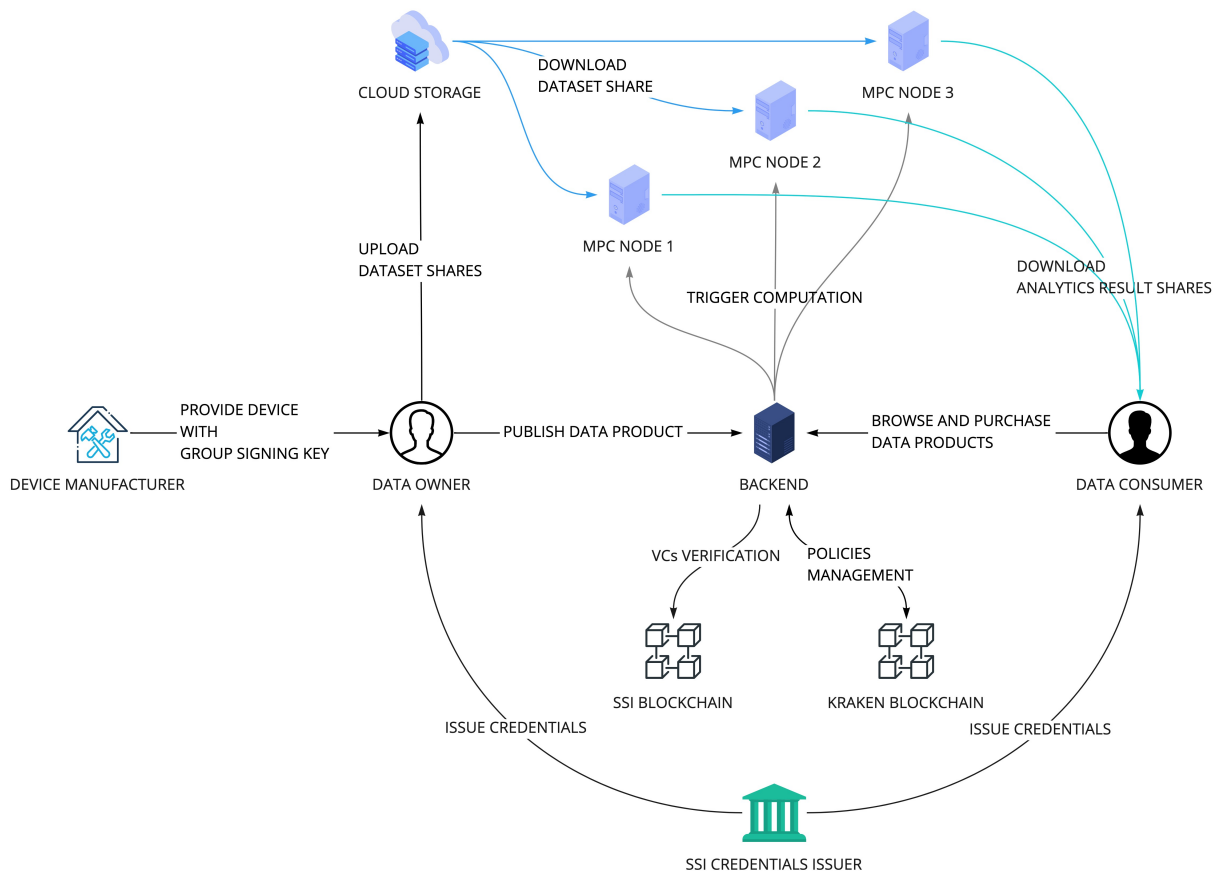 DOWNLOAD
DATASET SHARE
CLOUD STORAGE
MPC NODE 3
MPC NODE 2
MPC NODE 1
UPLOAD
DATASET SHARES
DOWNLOAD
ANALYTICS RESULT SHARES
TRIGGER COMPUTATION
PROVIDE DEVICE
WITH
GROUP SIGNING KEY
PUBLISH DATA PRODUCT
BROWSE AND PURCHASE
DATA PRODUCTS
DEVICE MANUFACTURER
DATA OWNER
BACKEND
DATA CONSUMER
VCs VERIFICATION
POLICIES
MANAGEMENT
SSI BLOCKCHAIN
KRAKEN BLOCKCHAIN
ISSUE CREDENTIALS
ISSUE CREDENTIALS
SSI CREDENTIALS ISSUER